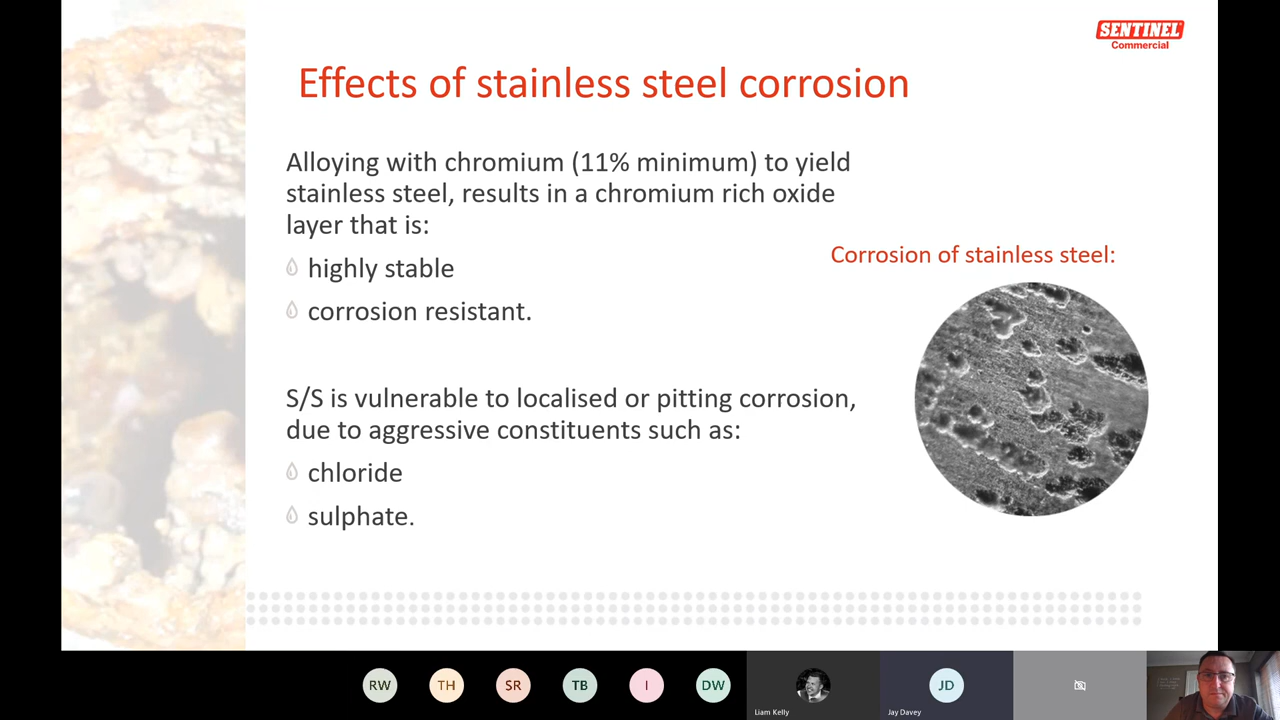 SENTINEL
Commercial
Effects of stainless steel corrosion
Alloying with chromium (11% minimum) to yield
stainless steel, results in a chromium rich oxide
layer that is:
highly stable
corrosion resistant.
Corrosion of stainless steel:
S/S is vulnerable to localised or pitting corrosion,
due to aggressive constituents such as:
chloride
sulphate.
RW
TH
SR
TB
I
DW
JD
Liam Kelly
Jay Davey